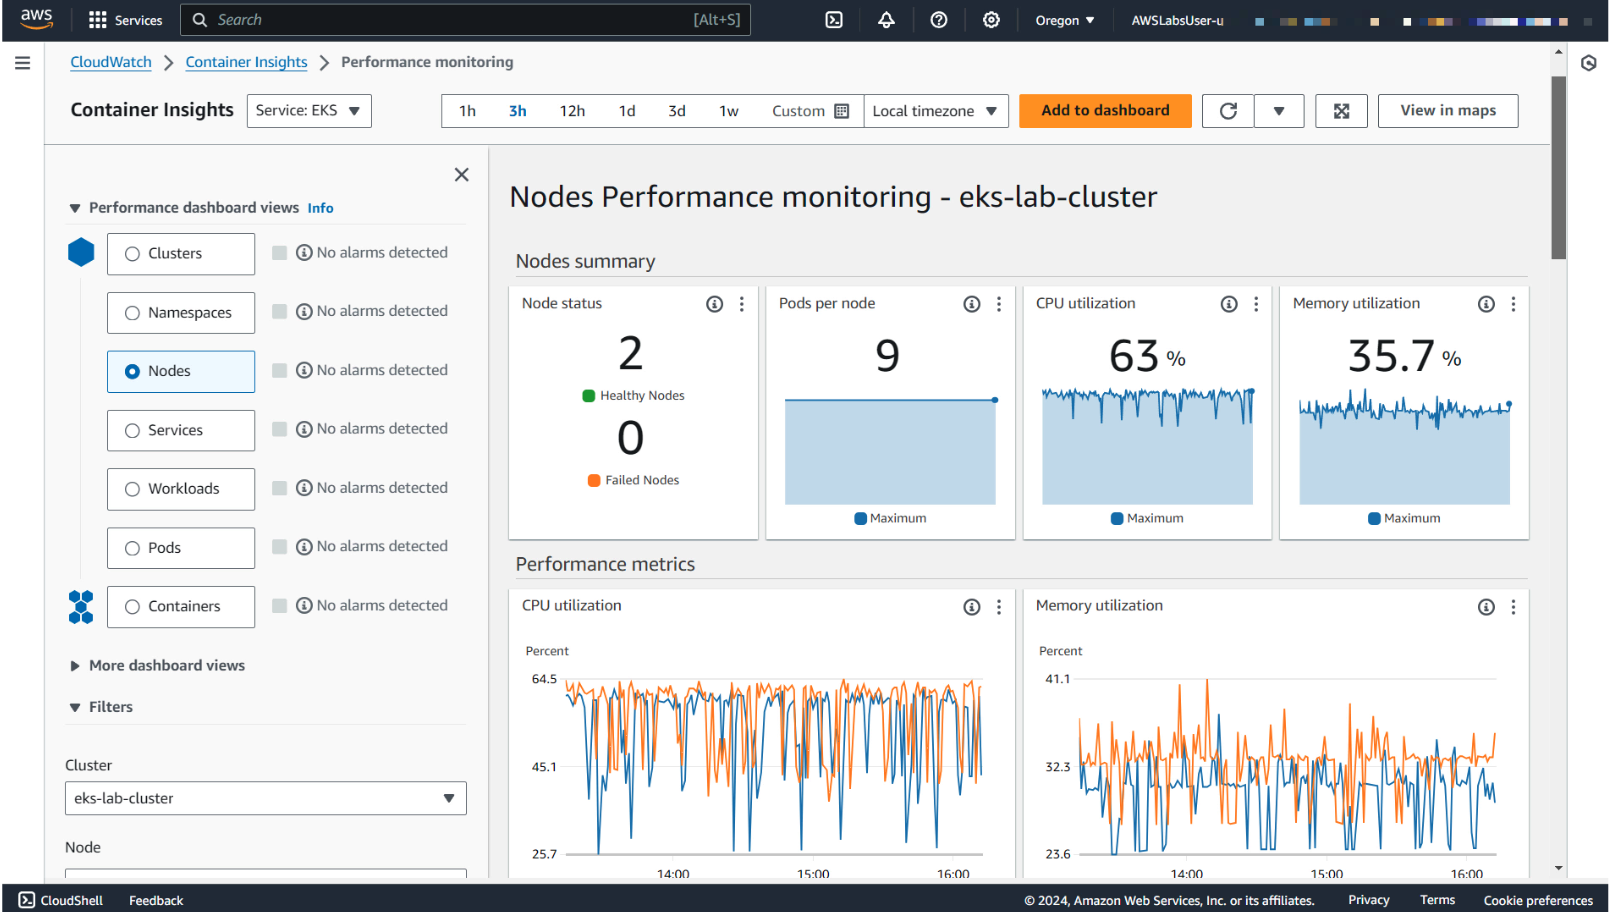 aws
Services
Search
[Alt+S]
Oregon
AWSLabsUser-u
CloudWatch
Container Insights
Performance monitoring
Container Insights
Service: EKS
1h
3h
12h
1d
3d
1w
Custom
Local timezone
Add to dashboard
View in maps
Performance dashboard views
Info
Clusters
No alarms detected
Namespaces
No alarms detected
Nodes
No alarms detected
Services
No alarms detected
Workloads
No alarms detected
Pods
No alarms detected
Containers
No alarms detected
More dashboard views
Filters
Cluster
eks-lab-cluster
Node
Nodes Performance monitoring - eks-lab-cluster
Nodes summary
Node status
2
Healthy Nodes
0
Failed Nodes
Pods per node
9
Maximum
CPU utilization
63 %
Maximum
Memory utilization
35.7 %
Maximum
Performance metrics
CPU utilization
Percent
64.5
45.1
25.7
14:00
15:00
16:00
Memory utilization
Percent
41.1
32.3
23.6
14:00
15:00
16:00
CloudShell
Feedback
© 2024, Amazon Web Services, Inc. or its affiliates.
Privacy
Terms
Cookie preferences